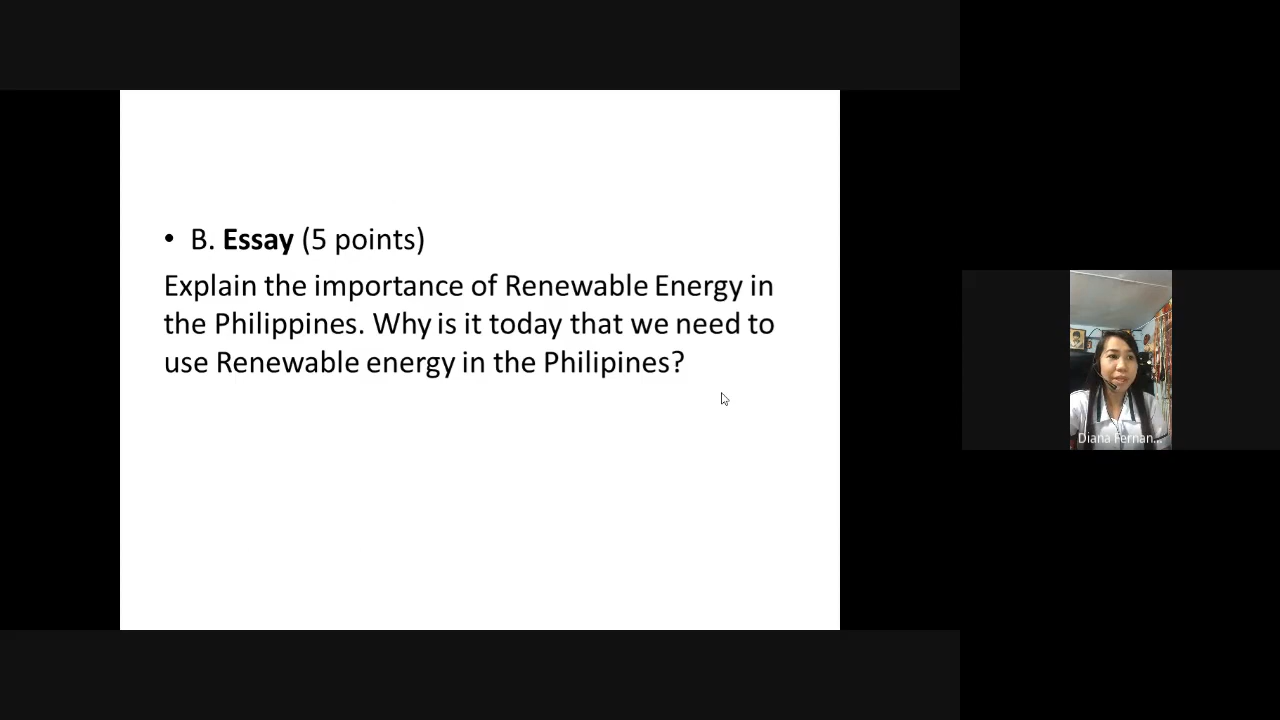 • B. Essay (5 points)
Explain the importance of Renewable Energy in
the Philippines. Why is it today that we need to
use Renewable energy in the Philipines?
Diana Fernan...